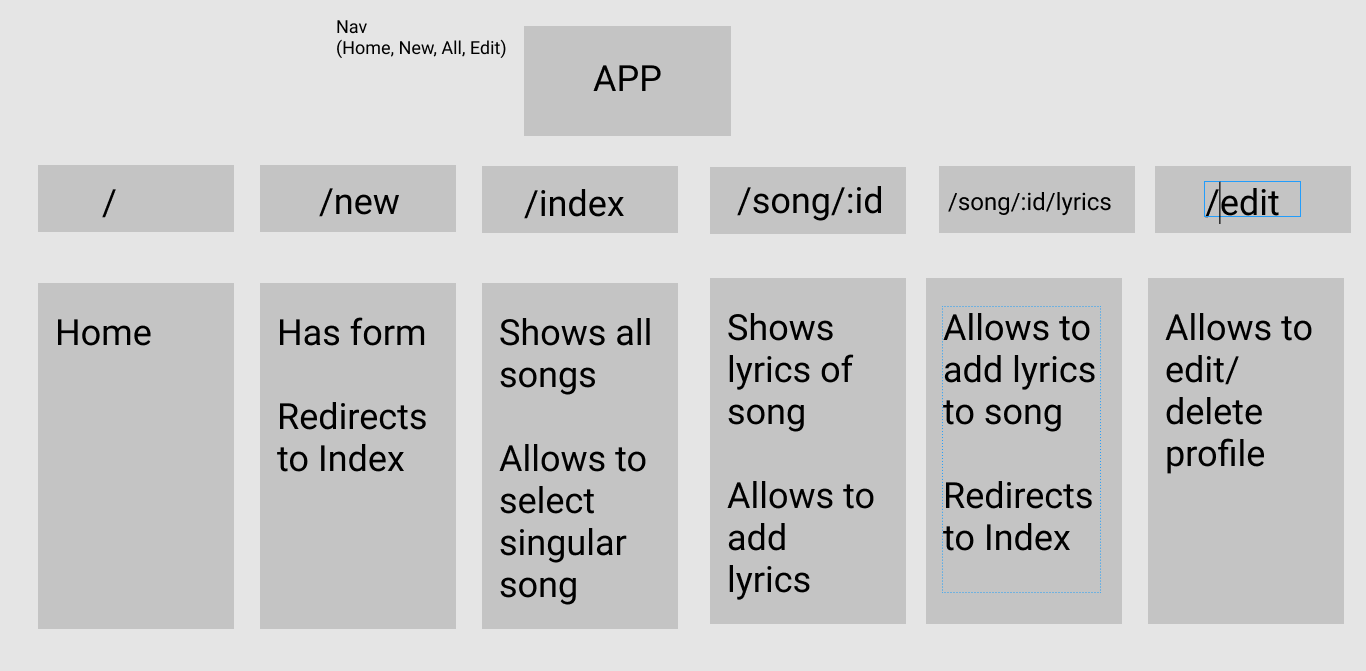 Nav
(Home, New, All, Edit)
APP
/
/new
/index
/song/:id
/song/:id/lyrics
/edit
Home
Has form
Redirects
to Index
Shows all
songs
Allows to
select
singular
song
Shows
lyrics of
song
Allows to
add
lyrics
Allows to
add lyrics
to song
Redirects
to Index
Allows to
edit/
delete
profile